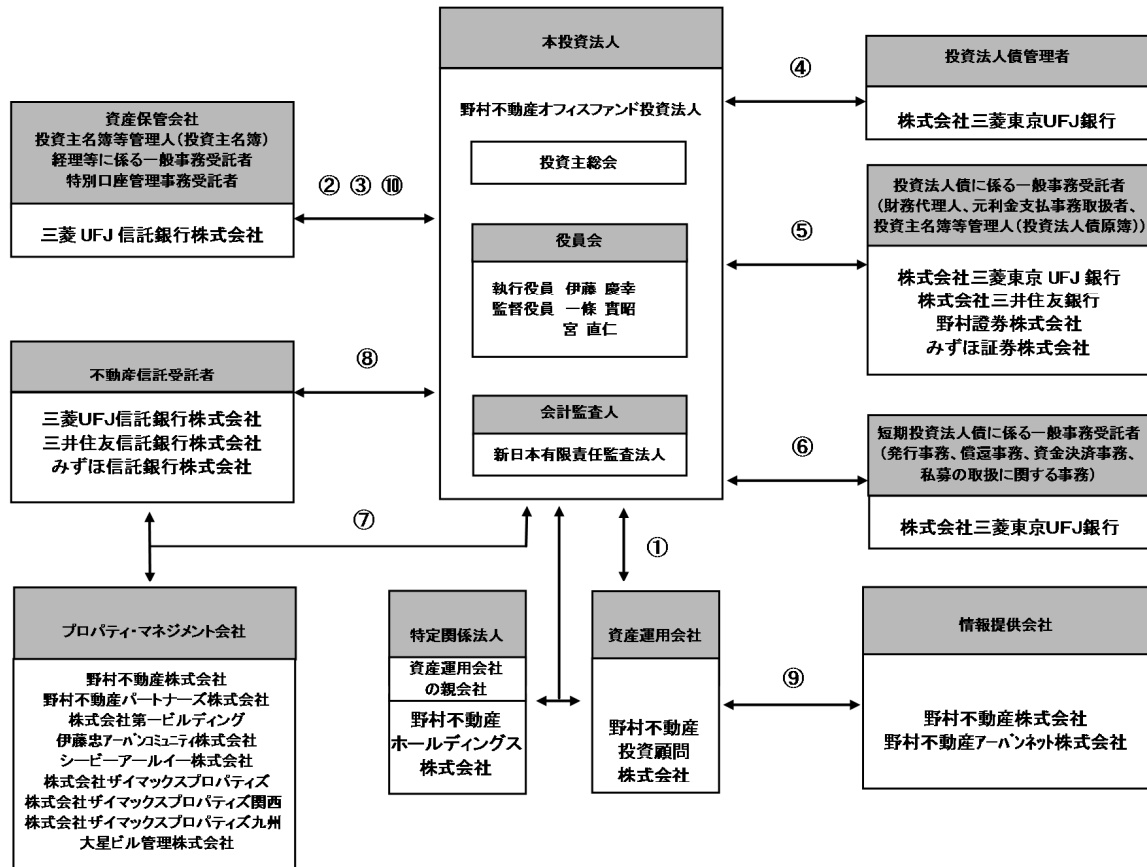 本投資法人
野村不動産オフィスファンド投資法人
投資主総会
役員会
執行役員 伊藤 慶幸
監督役員 一條 實昭
宮 直仁
会計監査人
新日本有限責任監査法人
資産保管会社
投資主名簿等管理人(投資主名簿)
経理等に係る一般事務受託者
特別口座管理事務受託者
三菱 UFJ 信託銀行株式会社
② ③ ⑩
不動産信託受託者
三菱UFJ信託銀行株式会社
三井住友信託銀行株式会社
みずほ信託銀行株式会社
⑧
⑦
プロパティ・マネジメント会社
野村不動産株式会社
野村不動産パートナーズ株式会社
株式会社第一ビルディング
伊藤忠アーバンコミュニティ株式会社
シービーアールイー株式会社
株式会社ザイマックスプロパティズ
株式会社ザイマックスプロパティズ関西
株式会社ザイマックスプロパティズ九州
大星ビル管理株式会社
④
投資法人債管理者
株式会社三菱東京UFJ銀行
⑤
投資法人債に係る一般事務受託者
(財務代理人、元利金支払事務取扱者、
投資主名簿等管理人(投資法人債原簿))
株式会社三菱東京 UFJ 銀行
株式会社三井住友銀行
野村證券株式会社
みずほ証券株式会社
⑥
短期投資法人債に係る一般事務受託者
(発行事務、償還事務、資金決済事務、
私募の取扱に関する事務)
株式会社三菱東京UFJ銀行
①
特定関係法人
資産運用会社
の親会社
野村不動産
ホールディングス
株式会社
資産運用会社
野村不動産
投資顧問
株式会社
⑨
情報提供会社
野村不動産株式会社
野村不動産アーバンネット株式会社